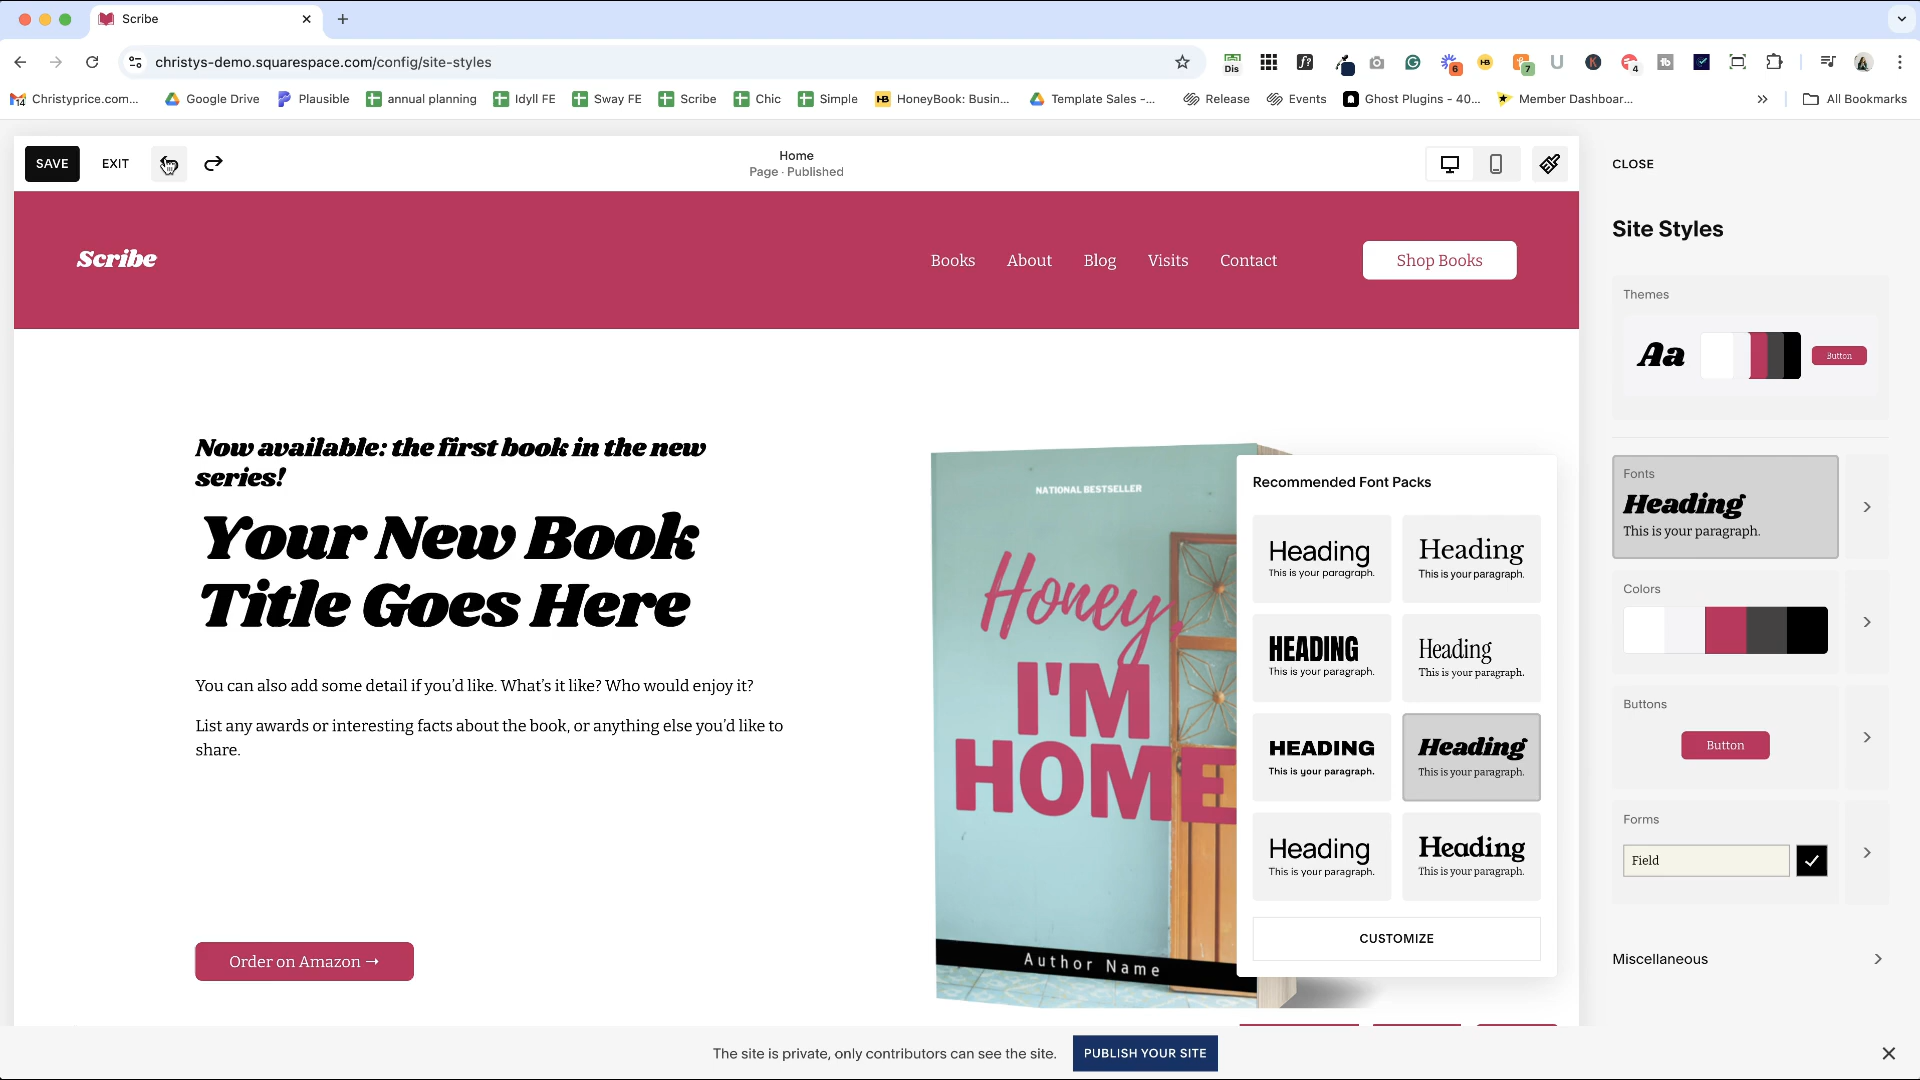 Scribe
christys-demo.squarespace.com/config/site-styles
Dis
6
7
4
14 Christyprice.com...
Google Drive
Plausible
annual planning
Idyll FE
Sway FE
Scribe
Chic
Simple
HB HoneyBook: Busin...
Template Sales -...
Release
Events
Ghost Plugins - 40...
Member Dashboar...
All Bookmarks
SAVE
EXIT
Home
Page · Published
CLOSE
Scribe
Books
About
Blog
Visits
Contact
Shop Books
Now available: the first book in the new
series!
Your New Book
Title Goes Here
You can also add some detail if you’d like. What’s it like? Who would enjoy it?
List any awards or interesting facts about the book, or anything else you’d like to
share.
Order on Amazon →
NATIONAL BESTSELLER
Honey,
I'M
HOME
Author Name
Recommended Font Packs
Heading
This is your paragraph.
Heading
This is your paragraph.
HEADING
This is your paragraph.
Heading
This is your paragraph.
HEADING
This is your paragraph.
Heading
This is your paragraph.
Heading
This is your paragraph.
Heading
This is your paragraph.
CUSTOMIZE
Site Styles
Themes
Aa
Button
Fonts
Heading
This is your paragraph.
Colors
Buttons
Button
Forms
Field
Miscellaneous
The site is private, only contributors can see the site.
PUBLISH YOUR SITE